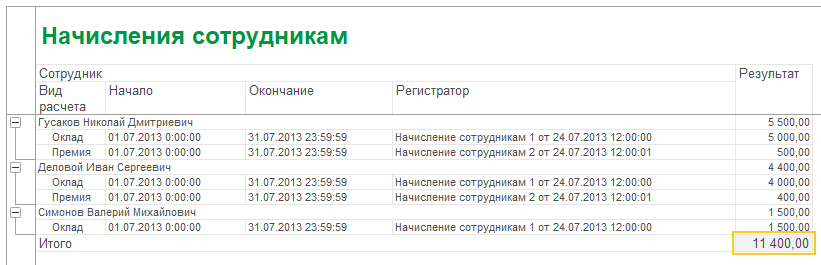 Начисления сотрудникам
Сотрудник Результат
Вид расчета Начало Окончание Регистратор
Гусаков Николай Дмитриевич 5 500,00
Оклад 01.07.2013 0:00:00 31.07.2013 23:59:59 Начисление сотрудникам 1 от 24.07.2013 12:00:00 5 000,00
Премия 01.07.2013 0:00:00 31.07.2013 23:59:59 Начисление сотрудникам 2 от 24.07.2013 12:00:01 500,00
Деловой Иван Сергеевич 4 400,00
Оклад 01.07.2013 0:00:00 31.07.2013 23:59:59 Начисление сотрудникам 1 от 24.07.2013 12:00:00 4 000,00
Премия 01.07.2013 0:00:00 31.07.2013 23:59:59 Начисление сотрудникам 2 от 24.07.2013 12:00:01 400,00
Симонов Валерий Михайлович 1 500,00
Оклад 01.07.2013 0:00:00 31.07.2013 23:59:59 Начисление сотрудникам 1 от 24.07.2013 12:00:00 1 500,00
Итого 11 400,00